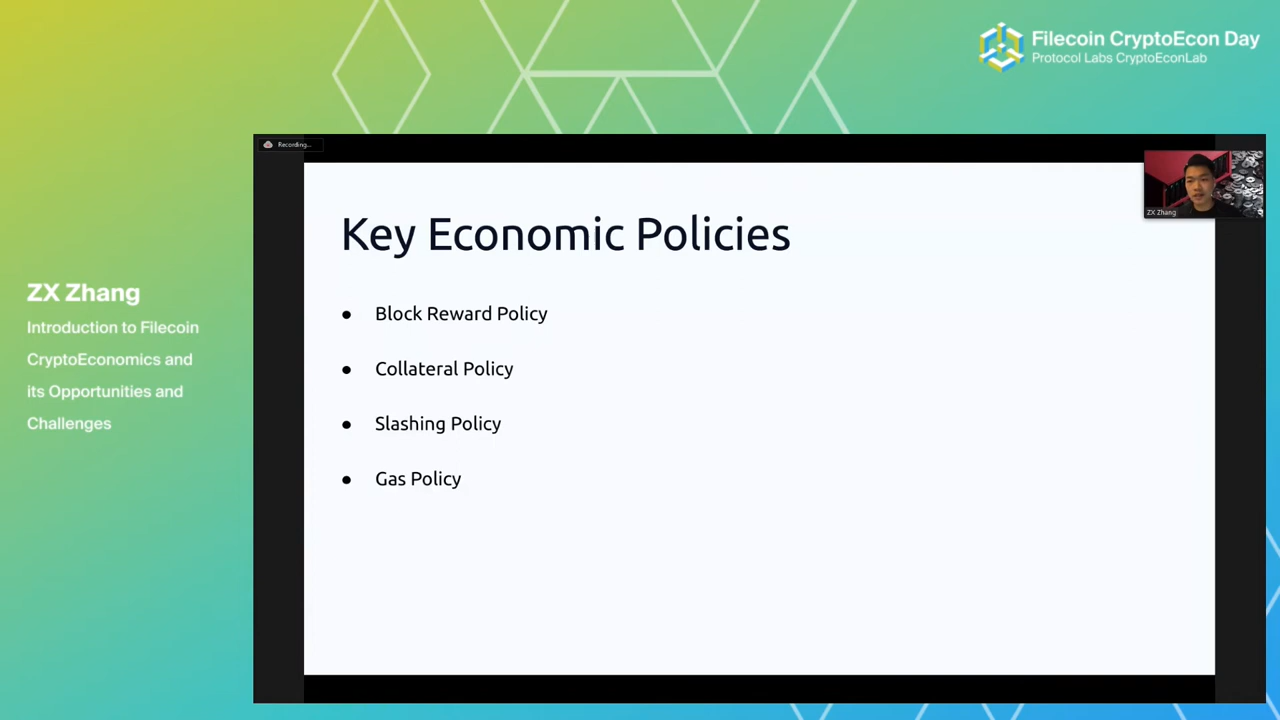 Filecoin CryptoEcon Day
Protocol Labs CryptoEconLab
Recording...
ZX Zhang
Key Economic Policies
● Block Reward Policy
● Collateral Policy
● Slashing Policy
● Gas Policy
ZX Zhang
Introduction to Filecoin
CryptoEconomics and
its Opportunities and
Challenges